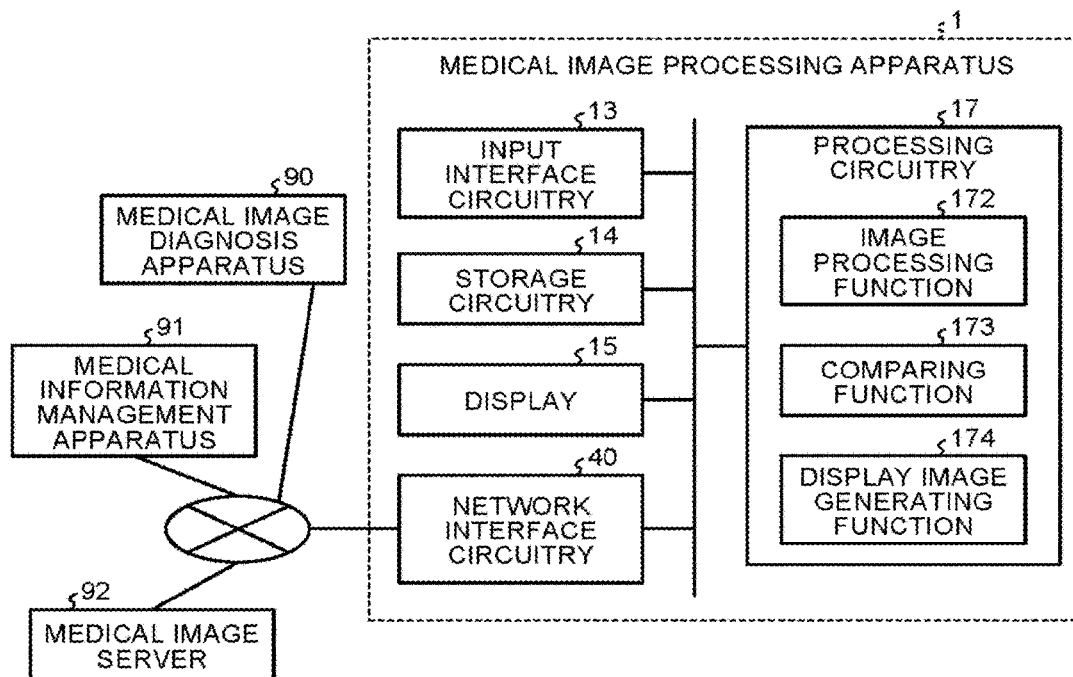 1
MEDICAL IMAGE PROCESSING APPARATUS
13
INPUT
INTERFACE
CIRCUITRY
14
STORAGE
CIRCUITRY
15
DISPLAY
40
NETWORK
INTERFACE
CIRCUITRY
17
PROCESSING
CIRCUITRY
172
IMAGE
PROCESSING
FUNCTION
173
COMPARING
FUNCTION
174
DISPLAY IMAGE
GENERATING
FUNCTION
90
MEDICAL IMAGE
DIAGNOSIS
APPARATUS
91
MEDICAL
INFORMATION
MANAGEMENT
APPARATUS
92
MEDICAL IMAGE
SERVER